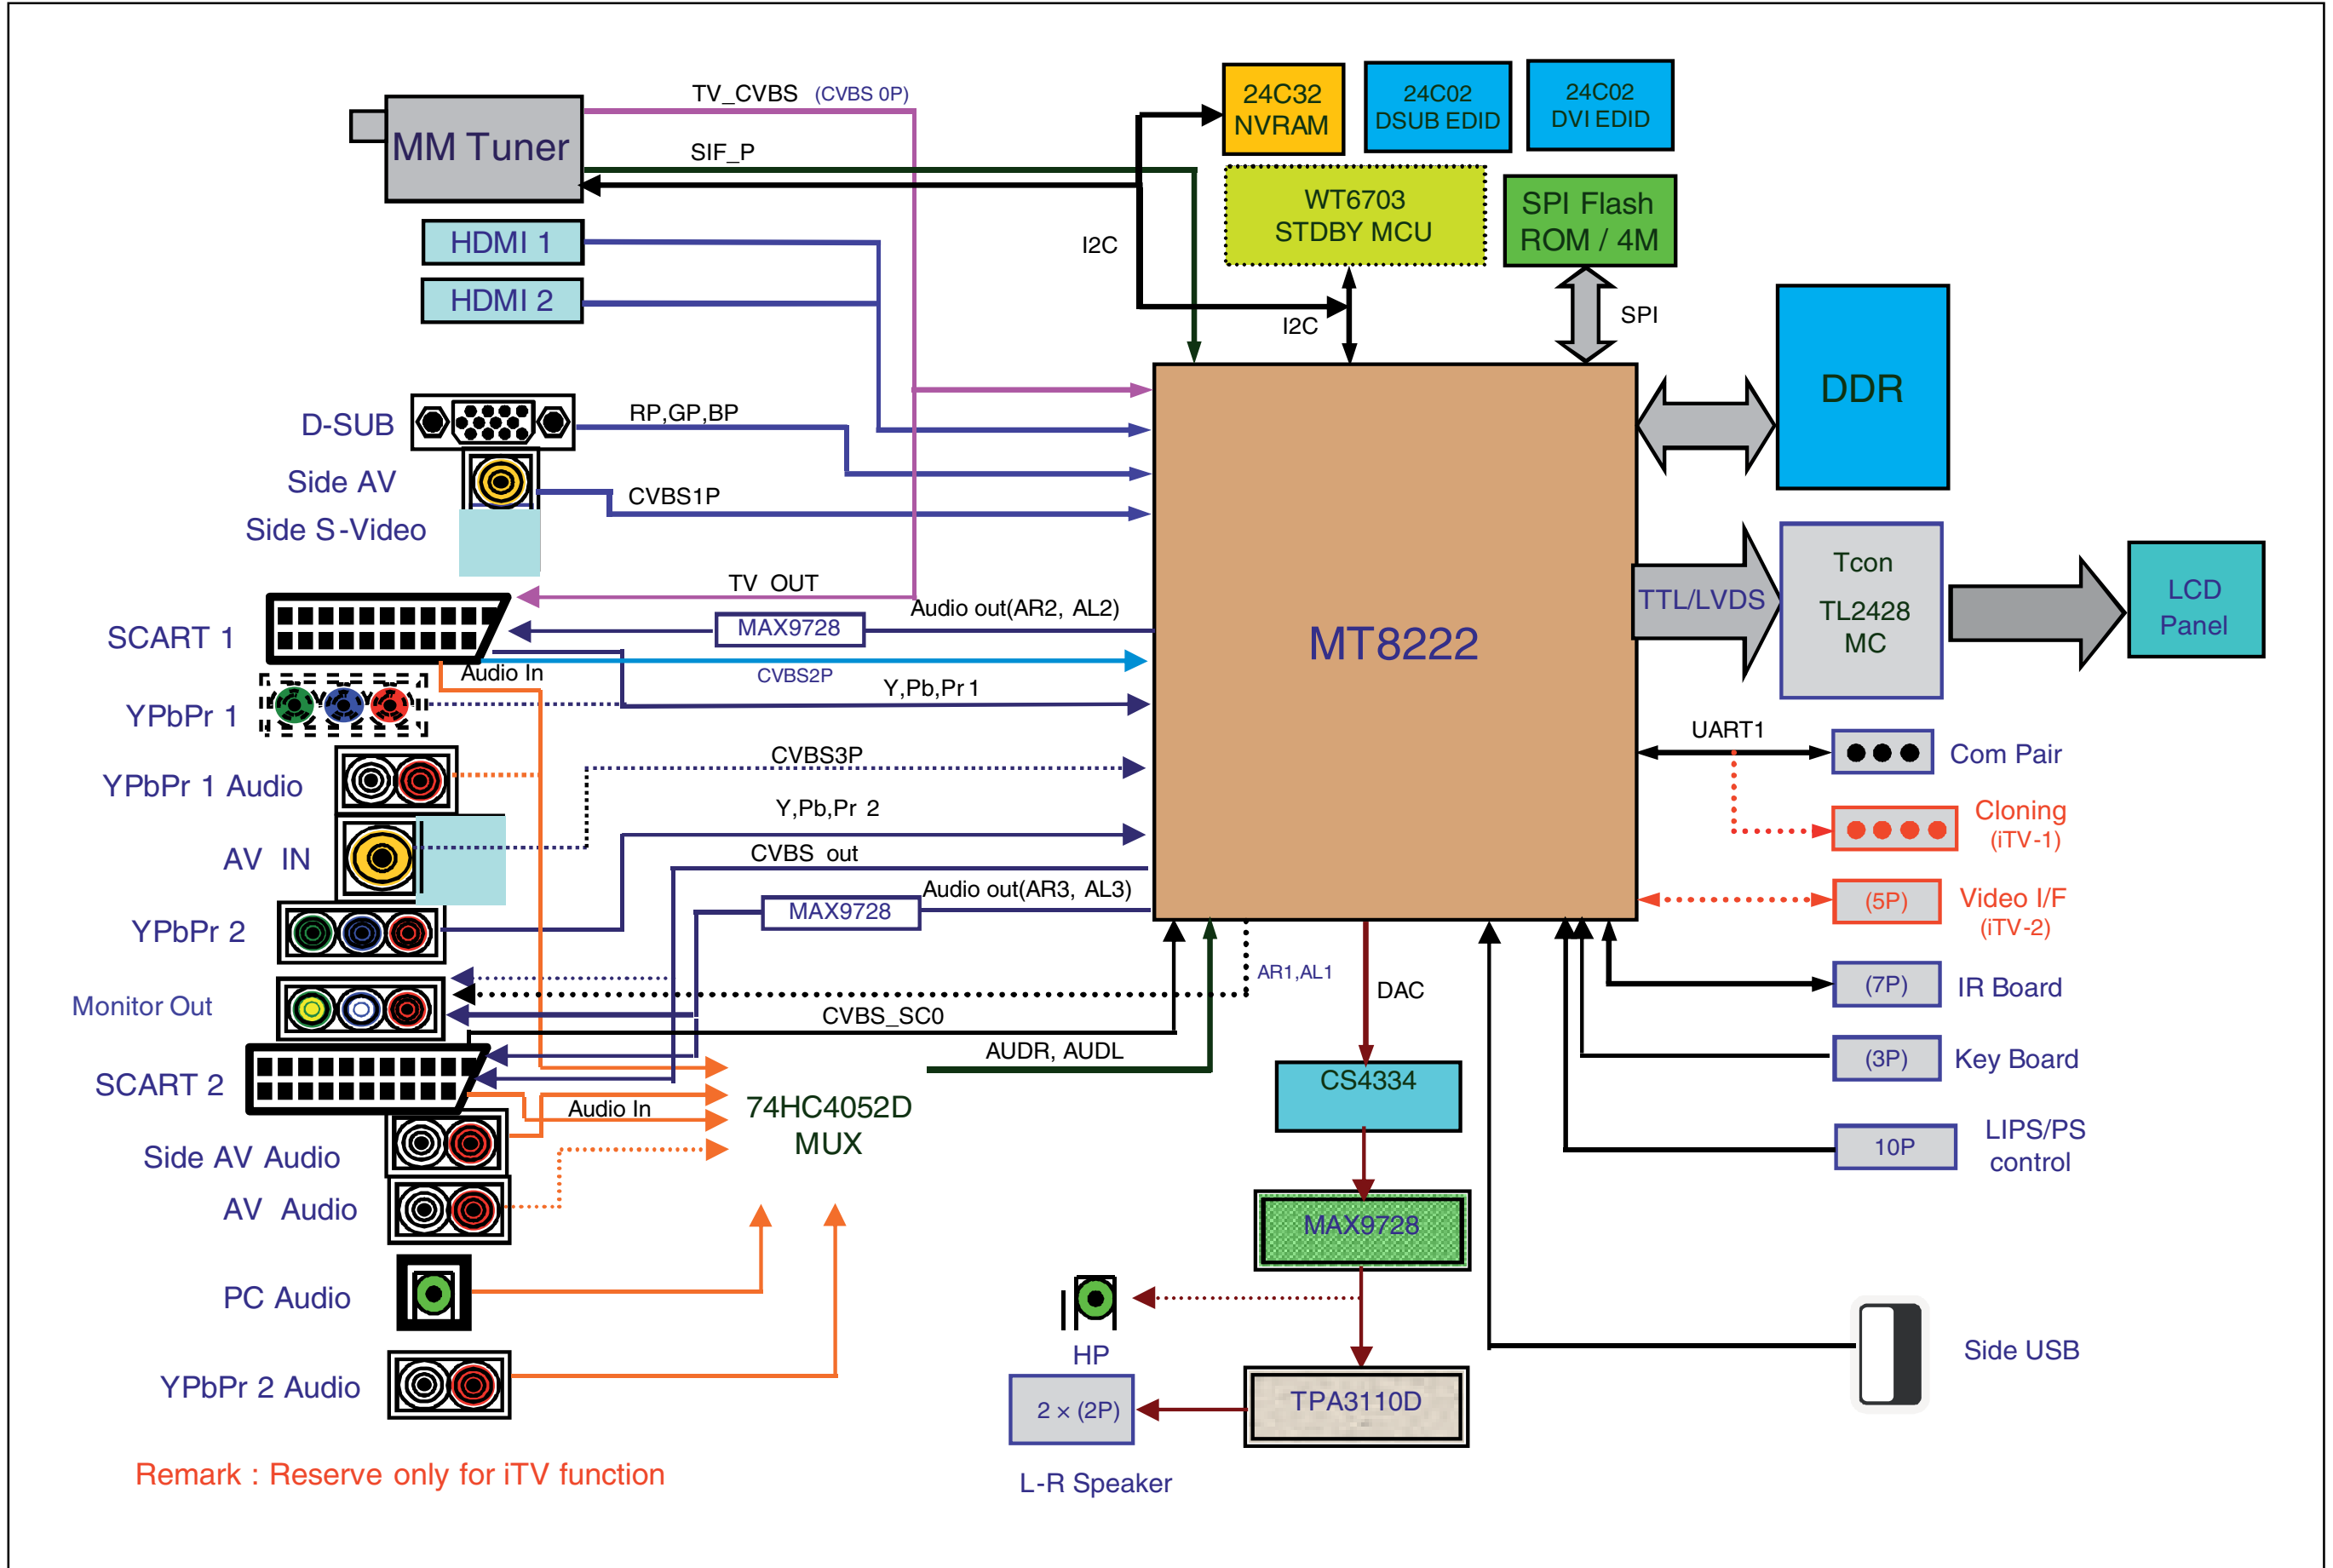 TV_CVBS (CVBS 0P)
MM Tuner
SIF_P
24C32
NVRAM
24C02
DSUB EDID
24C02
DVI EDID
WT6703
STDBY MCU
SPI Flash
ROM / 4M
HDMI 1
HDMI 2
I2C
I2C
SPI
DDR
D-SUB
RP,GP,BP
Side AV
CVBS1P
Side S-Video
TV OUT
SCART 1
MAX9728
Audio out(AR2, AL2)
Audio In
CVBS2P
Y,Pb,Pr 1
MT8222
TTL/LVDS
Tcon
TL2428
MC
LCD
Panel
YPbPr 1
YPbPr 1 Audio
CVBS3P
UART1
Com Pair
Cloning
(iTV-1)
AV IN
Y,Pb,Pr 2
CVBS out
Audio out(AR3, AL3)
MAX9728
(5P)
Video I/F
(iTV-2)
YPbPr 2
AR1,AL1
DAC
(7P)
IR Board
Monitor Out
CVBS_SC0
AUDR, AUDL
(3P)
Key Board
SCART 2
Audio In
74HC4052D
MUX
CS4334
10P
LIPS/PS
control
Side AV Audio
AV Audio
MAX9728
PC Audio
HP
Side USB
YPbPr 2 Audio
2 × (2P)
TPA3110D
L-R Speaker
Remark : Reserve only for iTV function